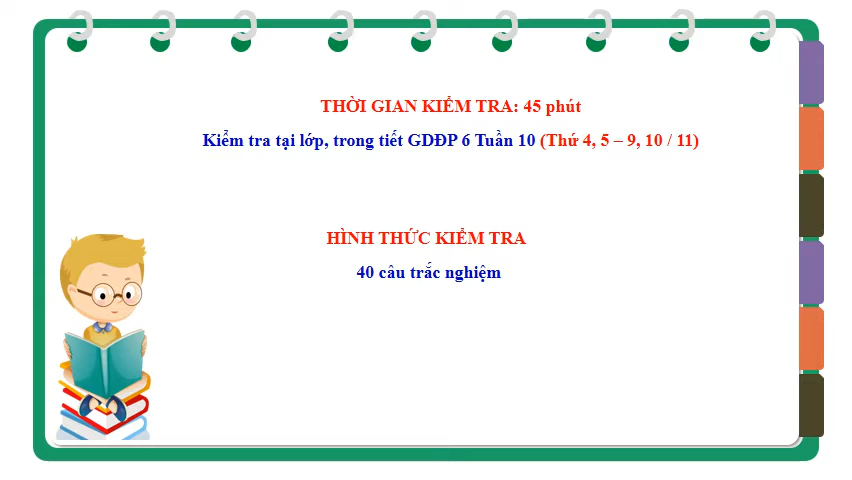 THỜI GIAN KIỂM TRA: 45 phút
Kiểm tra tại lớp, trong tiết GDĐP 6 Tuần 10 (Thứ 4, 5 – 9, 10 / 11)
HÌNH THỨC KIỂM TRA
40 câu trắc nghiệm